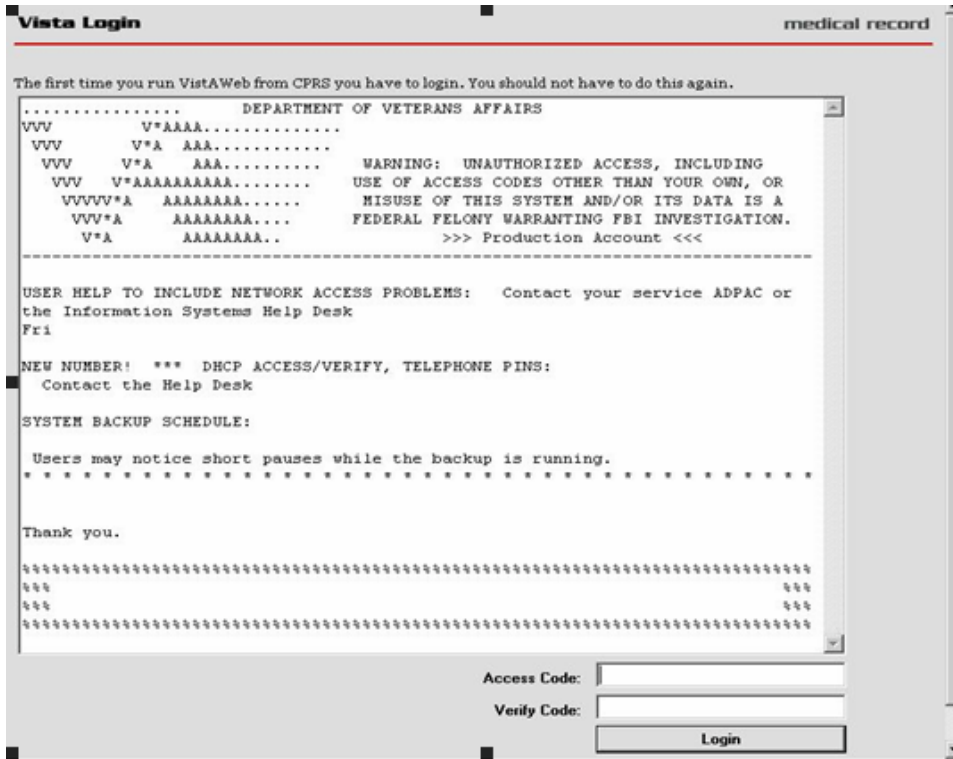 Vista Login medical record
The first time you run VistAWeb from CPRS you have to login. You should not have to do this again.
................ DEPARTMENT OF VETERANS AFFAIRS
VVV V*AAAA..............
VVV V*A AAA............
VVV V*A AAA.......... WARNING: UNAUTHORIZED ACCESS, INCLUDING
VVV V*AAAAAAAAAA........ USE OF ACCESS CODES OTHER THAN YOUR OWN, OR
VVVVV*A AAAAAAAA...... MISUSE OF THIS SYSTEM AND/OR ITS DATA IS A
VVV*A AAAAAAAA.... FEDERAL FELONY WARRANTING FBI INVESTIGATION.
V*A AAAAAAAA.. >>> Production Account <<<
-------------------------------------------------------------------------------
USER HELP TO INCLUDE NETWORK ACCESS PROBLEMS: Contact your service ADPAC or
the Information Systems Help Desk
Fri
NEW NUMBER! *** DHCP ACCESS/VERIFY, TELEPHONE PINS:
Contact the Help Desk
SYSTEM BACKUP SCHEDULE:
Users may notice short pauses while the backup is running.
* * * * * * * * * * * * * * * * * * * * * * * * * * * * * * * * * * * * * * * *
Thank you.
%%%%%%%%%%%%%%%%%%%%%%%%%%%%%%%%%%%%%%%%%%%%%%%%%%%%%%%%%%%%%%%%%%%%%%%%%%%%%%%
%%% %%%
%%% %%%
%%%%%%%%%%%%%%%%%%%%%%%%%%%%%%%%%%%%%%%%%%%%%%%%%%%%%%%%%%%%%%%%%%%%%%%%%%%%%%%
Access Code:
Verify Code:
Login